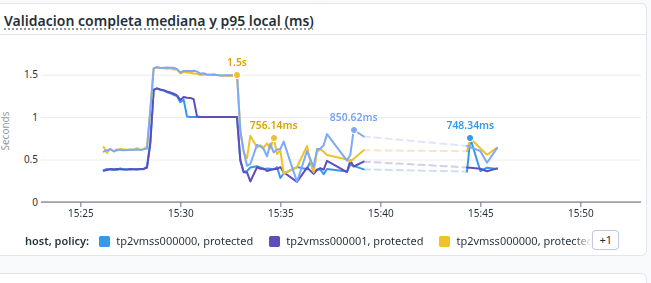 Validacion completa mediana y p95 local (ms)
1.5s
1.5
850.62ms
756.14ms
748.34ms
1
Seconds
0.5
0
15:25 15:30 15:35 15:40 15:45 15:50
host, policy: tp2vmss000000, protected tp2vmss000001, protected tp2vmss000000, protected +1